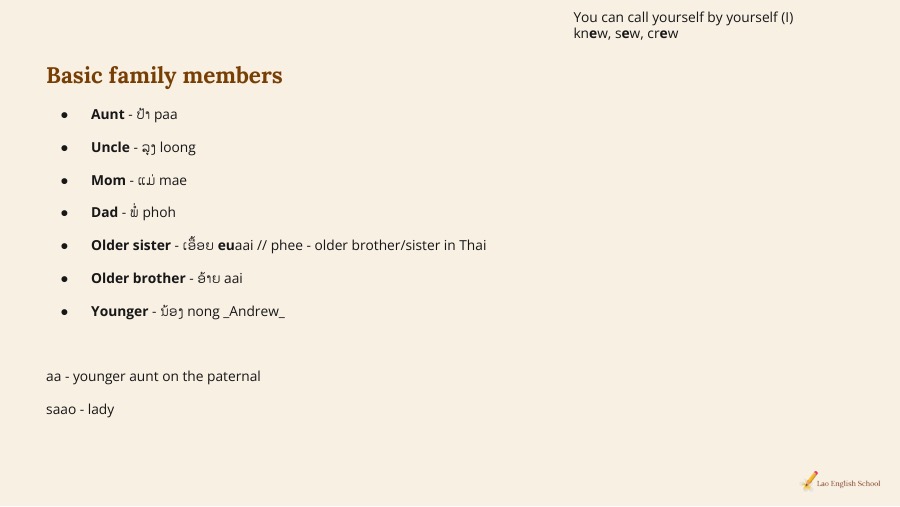 You can call yourself by yourself (I)
knew, sew, crew
Basic family members
● Aunt - ປ້າ paa
● Uncle - ລຸງ loong
● Mom - ແມ່ mae
● Dad - ພໍ່ phoh
● Older sister - ເອື້ອຍ euaai // phee - older brother/sister in Thai
● Older brother - ອ້າຍ aai
● Younger - ນ້ອງ nong _Andrew_
aa - younger aunt on the paternal
saao - lady
Lao English School